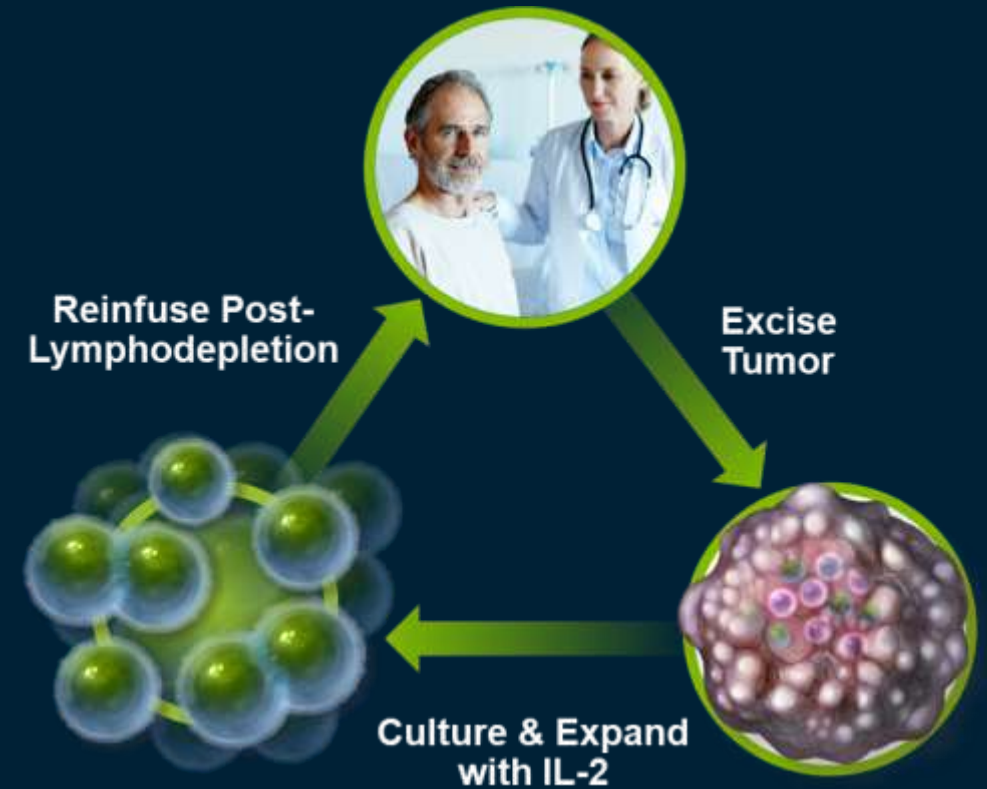 Reinfuse Post-
Lymphodepletion
Excise
Tumor
Culture & Expand
with IL-2